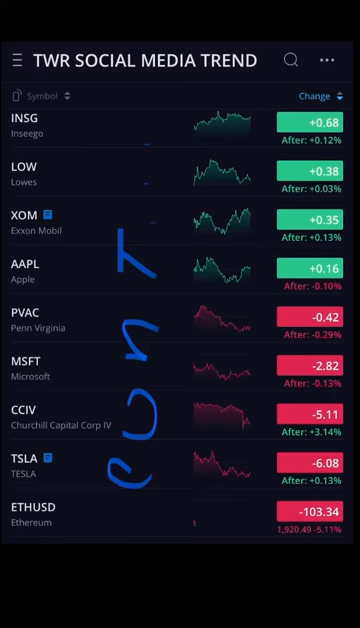 TWR SOCIAL MEDIA TREND
Symbol Change
INSG +0.68
Inseego After: +0.12%
LOW +0.38
Lowes After: +0.03%
XOM +0.35
Exxon Mobil After: +0.13%
AAPL +0.16
Apple After: -0.10%
PVAC -0.42
Penn Virginia After: -0.29%
MSFT -2.82
Microsoft After: -0.13%
CCIV -5.11
Churchill Capital Corp IV After: +3.14%
TSLA -6.08
TESLA After: +0.13%
ETHUSD -103.34
Ethereum 1,920.49 -5.11%